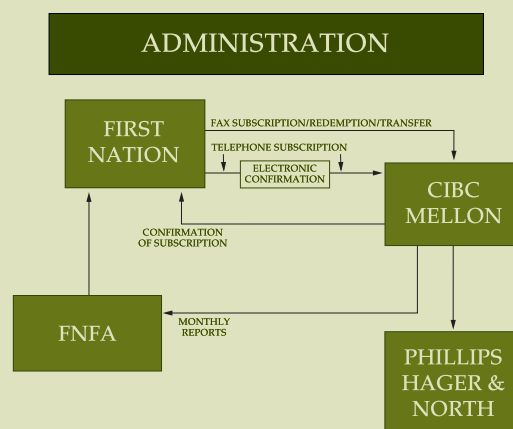 ADMINISTRATION
FIRST
NATION
FAX SUBSCRIPTION/REDEMPTION/TRANSFER
TELEPHONE SUBSCRIPTION
ELECTRONIC
CONFIRMATION
CIBC
MELLON
CONFIRMATION
OF SUBSCRIPTION
FNFA
MONTHLY
REPORTS
PHILLIPS
HAGER &
NORTH